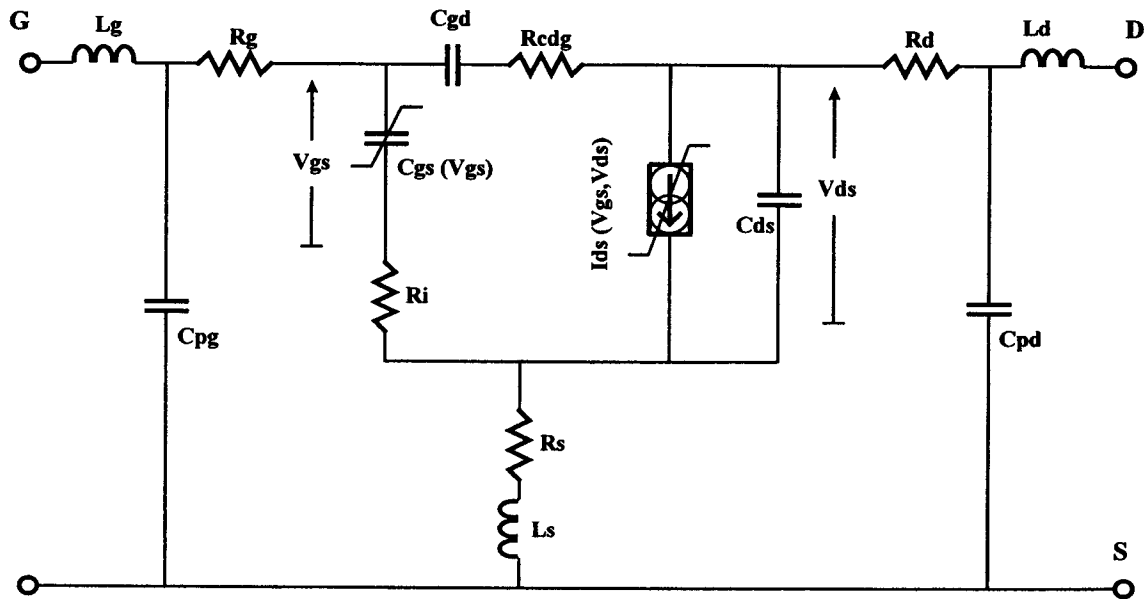 G
Lg
Rg
Cgd
Rcdg
Rd
Ld
D
Vgs
Cgs (Vgs)
Ids (Vgs,Vds)
Cds
Vds
Ri
Cpg
Cpd
Rs
Ls
S